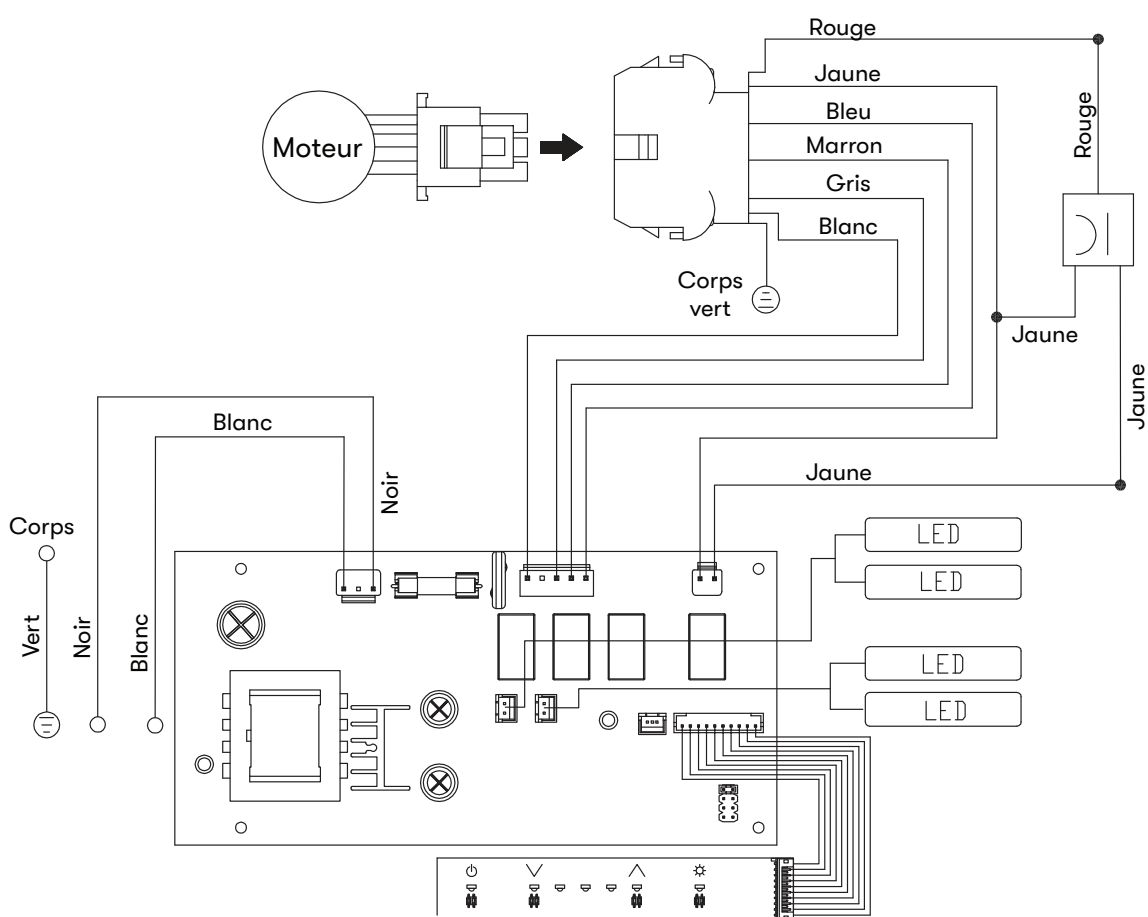 Rouge
Jaune
Bleu
Marron
Gris
Blanc
Moteur
Rouge
Corps
vert
Jaune
Jaune
Blanc
Noir
Jaune
Corps
Vert
Noir
Blanc
LED
LED
LED
LED